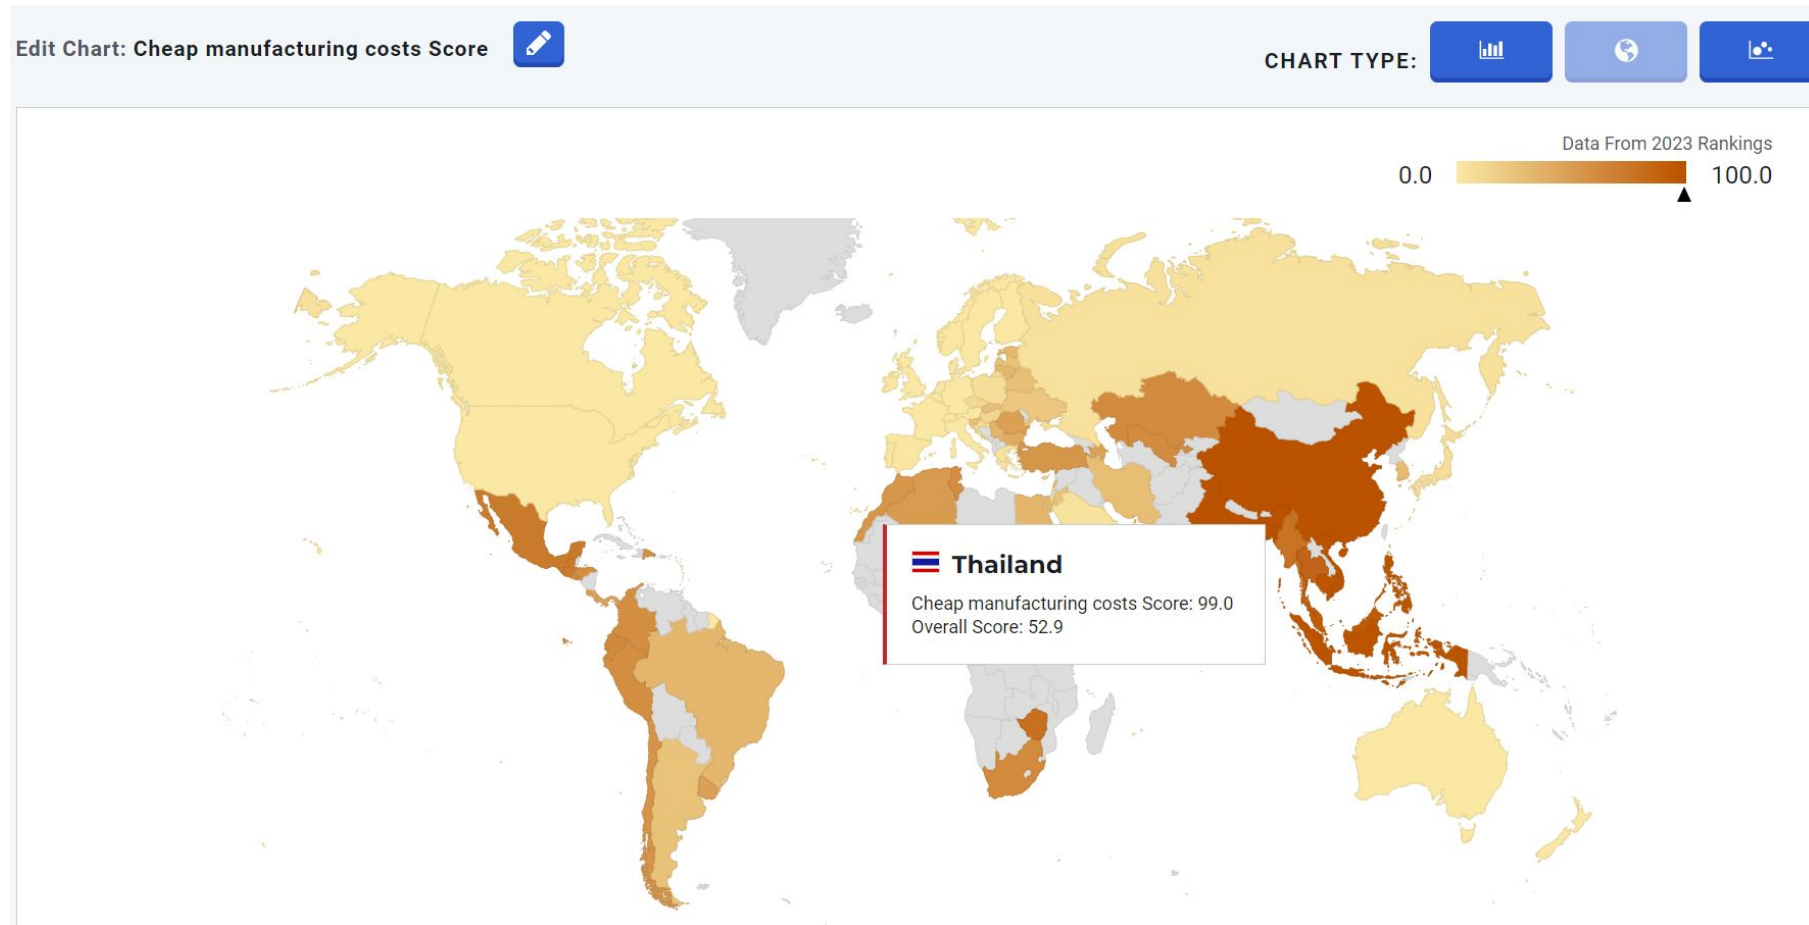 Edit Chart: Cheap manufacturing costs Score
CHART TYPE:
Data From 2023 Rankings
0.0 100.0
Thailand
Cheap manufacturing costs Score: 99.0
Overall Score: 52.9